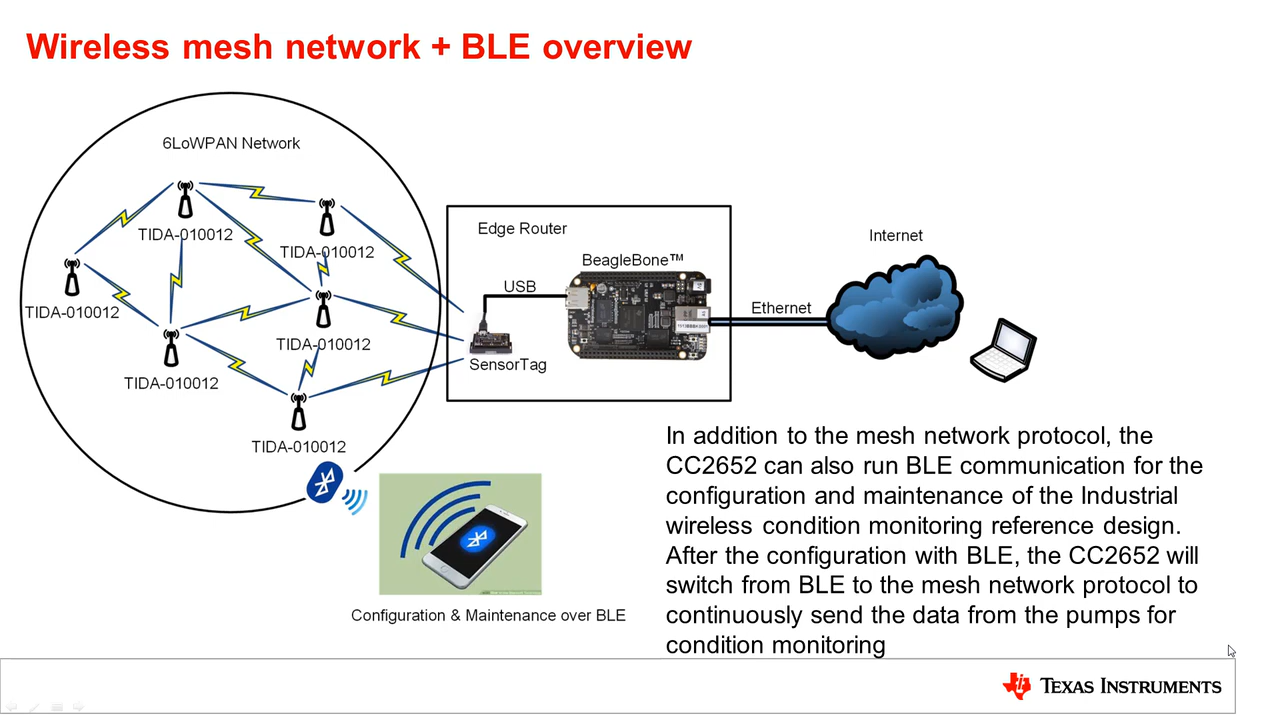 Wireless mesh network + BLE overview
6LoWPAN Network
TIDA-010012
TIDA-010012
TIDA-010012
TIDA-010012
TIDA-010012
TIDA-010012
Edge Router
BeagleBone™
USB
SensorTag
Ethernet
Internet
Configuration & Maintenance over BLE
In addition to the mesh network protocol, the
CC2652 can also run BLE communication for the
configuration and maintenance of the Industrial
wireless condition monitoring reference design.
After the configuration with BLE, the CC2652 will
switch from BLE to the mesh network protocol to
continuously send the data from the pumps for
condition monitoring
TEXAS INSTRUMENTS